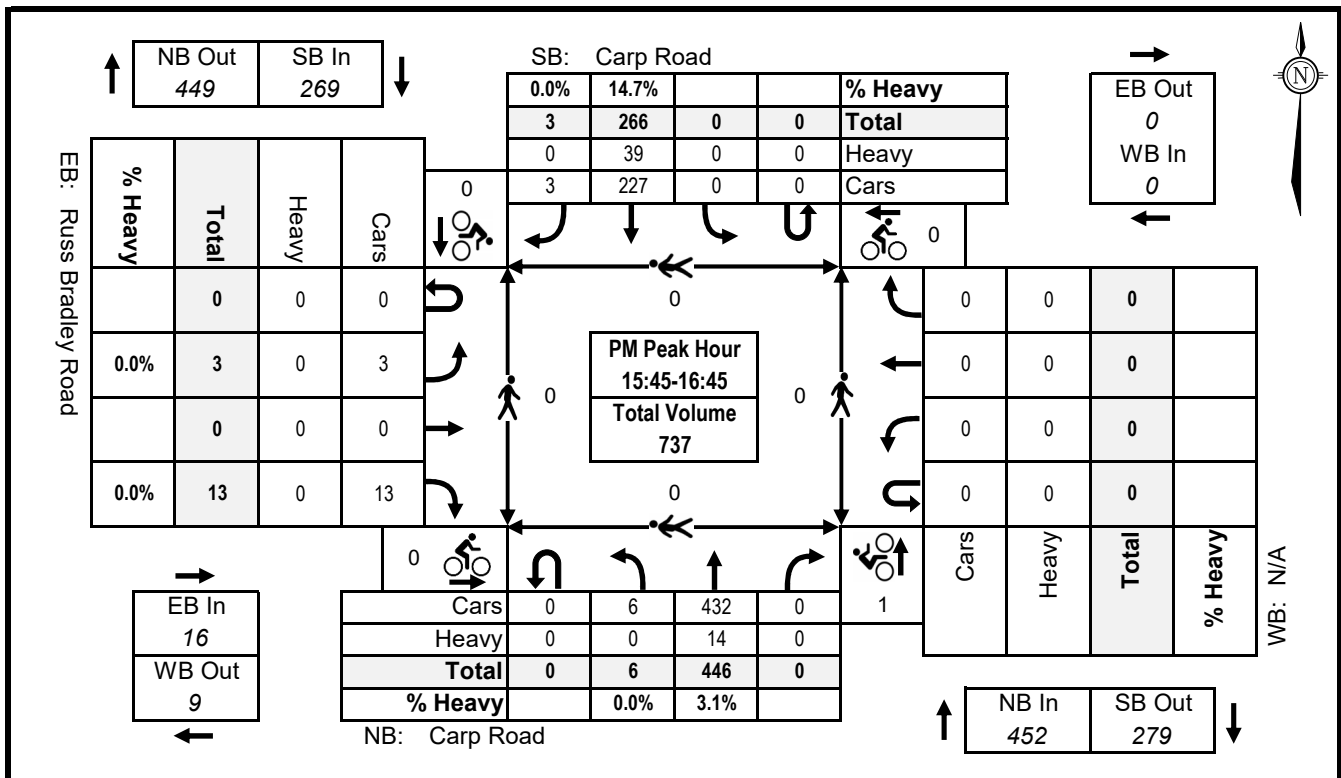 NB Out SB In
449 269
SB: Carp Road
0.0% 14.7% % Heavy
3 266 0 0 Total
0 39 0 0 Heavy
3 227 0 0 Cars
EB Out
0
WB In
0
N
EB: Russ Bradley Road
% Heavy Total Heavy Cars
0 0 0
0.0% 3 0 3
0 0 0
0.0% 13 0 13
0
0
0
0
0
PM Peak Hour
15:45-16:45
Total Volume
737
0
0 0 0
0 0 0
0 0 0
0 0 0
Cars Heavy Total % Heavy
WB: N/A
0
1
EB In
16
WB Out
9
Cars 0 6 432 0
Heavy 0 0 14 0
Total 0 6 446 0
% Heavy 0.0% 3.1%
NB: Carp Road
NB In SB Out
452 279